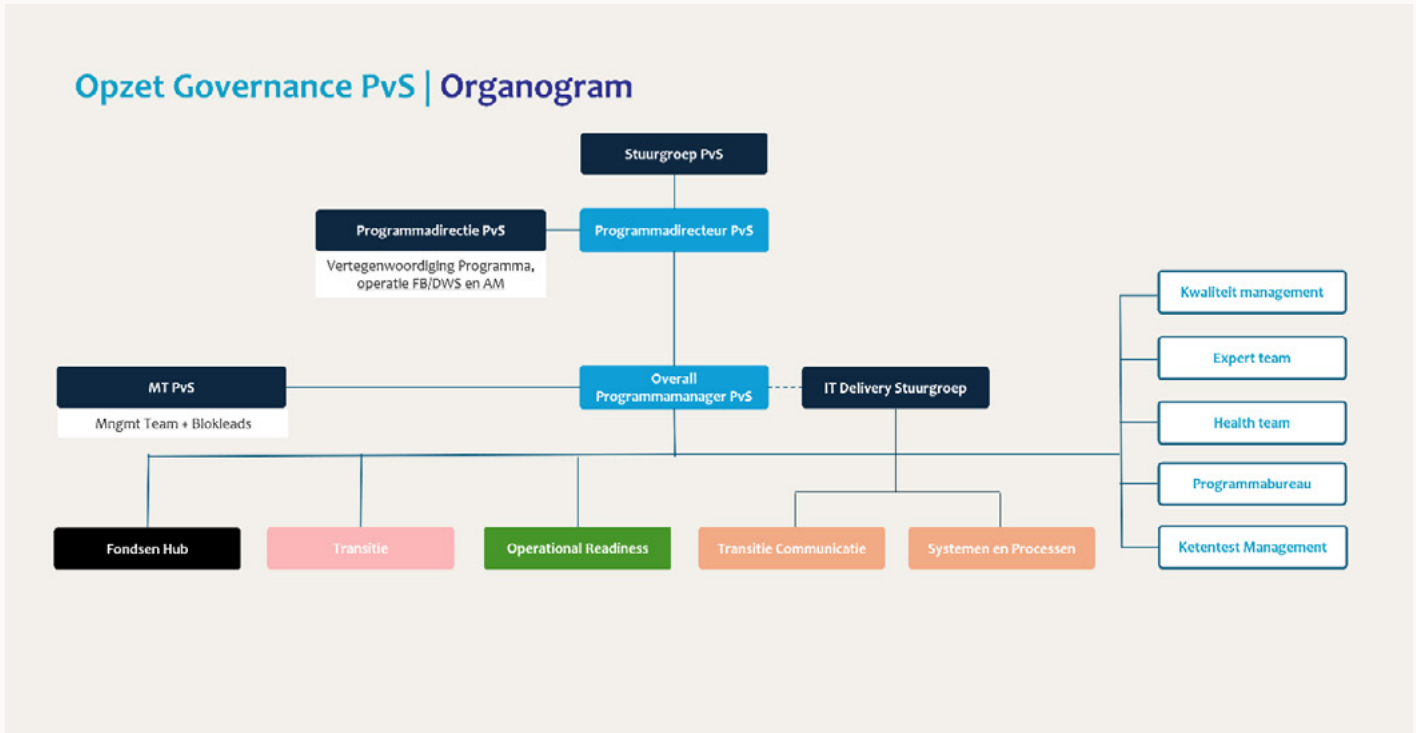 Opzet Governance PvS | Organogram
Stuurgroep PvS
Programmadirectie PvS
Vertegenwoordiging Programma,
operatie FB/DWS en AM
Programmadirecteur PvS
MT PvS
Mngmt Team + Blokleads
Overall
Programmamanager PvS
IT Delivery Stuurgroep
Kwaliteit management
Expert team
Health team
Programmabureau
Ketentest Management
Fondsen Hub
Transitie
Operational Readiness
Transitie Communicatie
Systemen en Processen